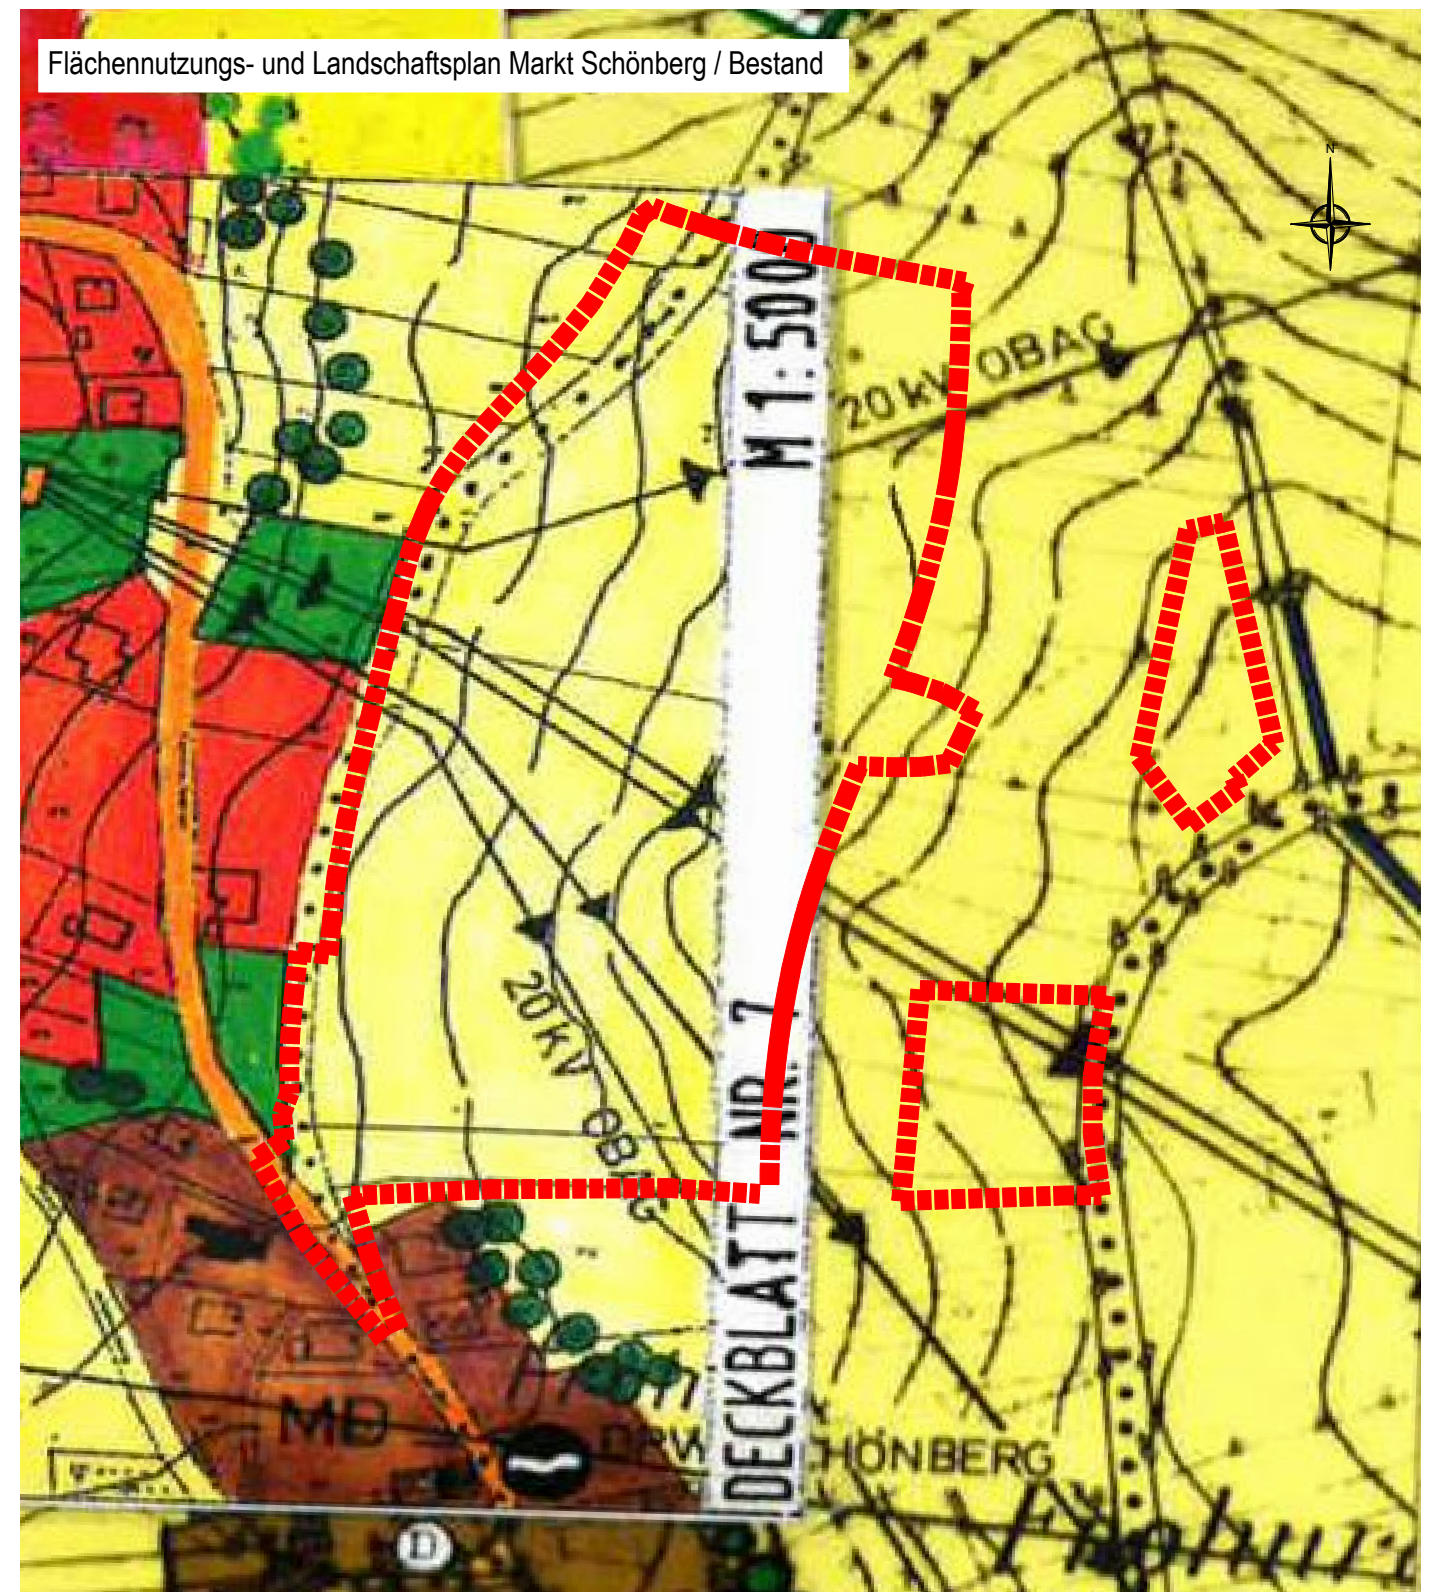 Flächennutzungs- und Landschaftsplan Markt Schönberg / Bestand
N
M 1:5000
20 kV OBAG
20 kV OBAG
DECKBLATT NR. 7
MD
SCHÖNBERG
D